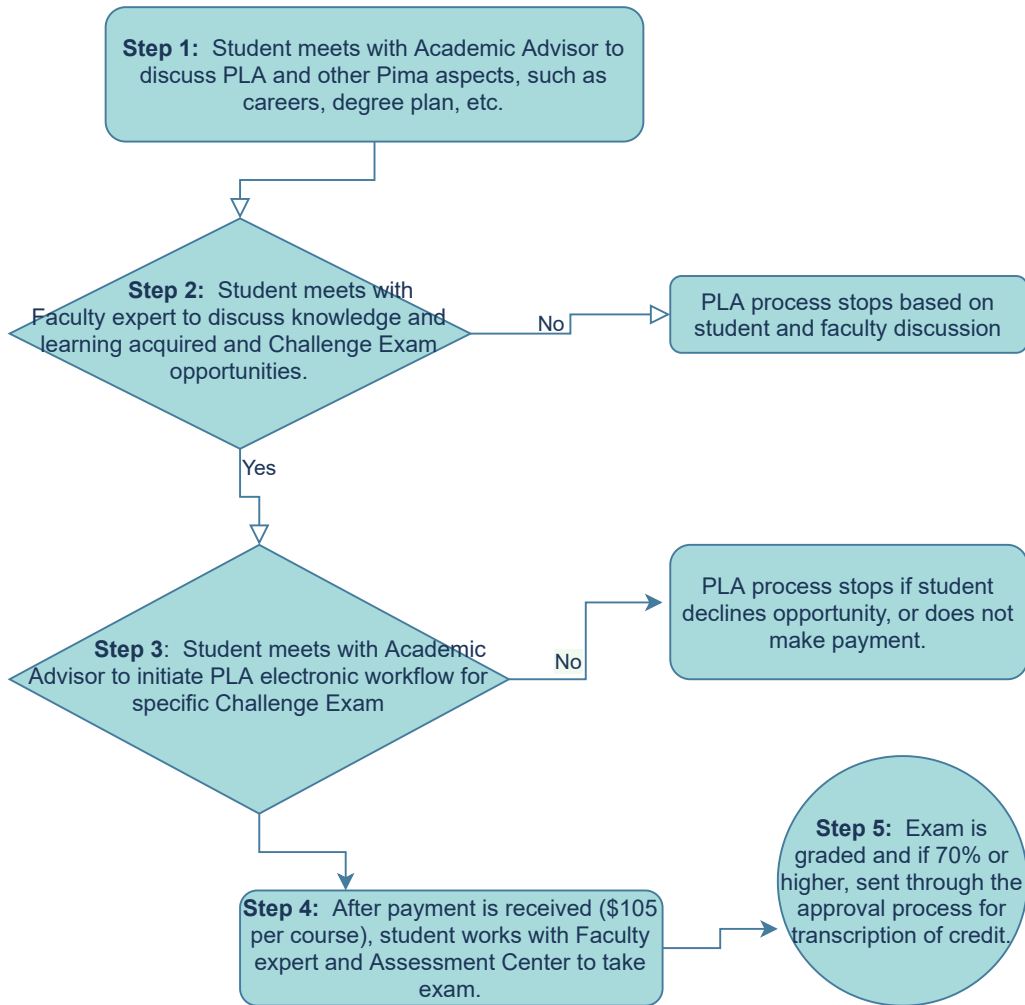 Step 1:  Student meets with Academic Advisor to
discuss PLA and other Pima aspects, such as
careers, degree plan, etc.
Step 2:  Student meets with
Faculty expert to discuss knowledge and
learning acquired and Challenge Exam
opportunities.
No
PLA process stops based on
student and faculty discussion
Yes
Step 3:  Student meets with Academic
Advisor to initiate PLA electronic workflow for
specific Challenge Exam
No
PLA process stops if student
declines opportunity, or does not
make payment.
Step 4:  After payment is received ($105
per course), student works with Faculty
expert and Assessment Center to take
exam.
Step 5:  Exam is
graded and if 70% or
higher, sent through the
approval process for
transcription of credit.